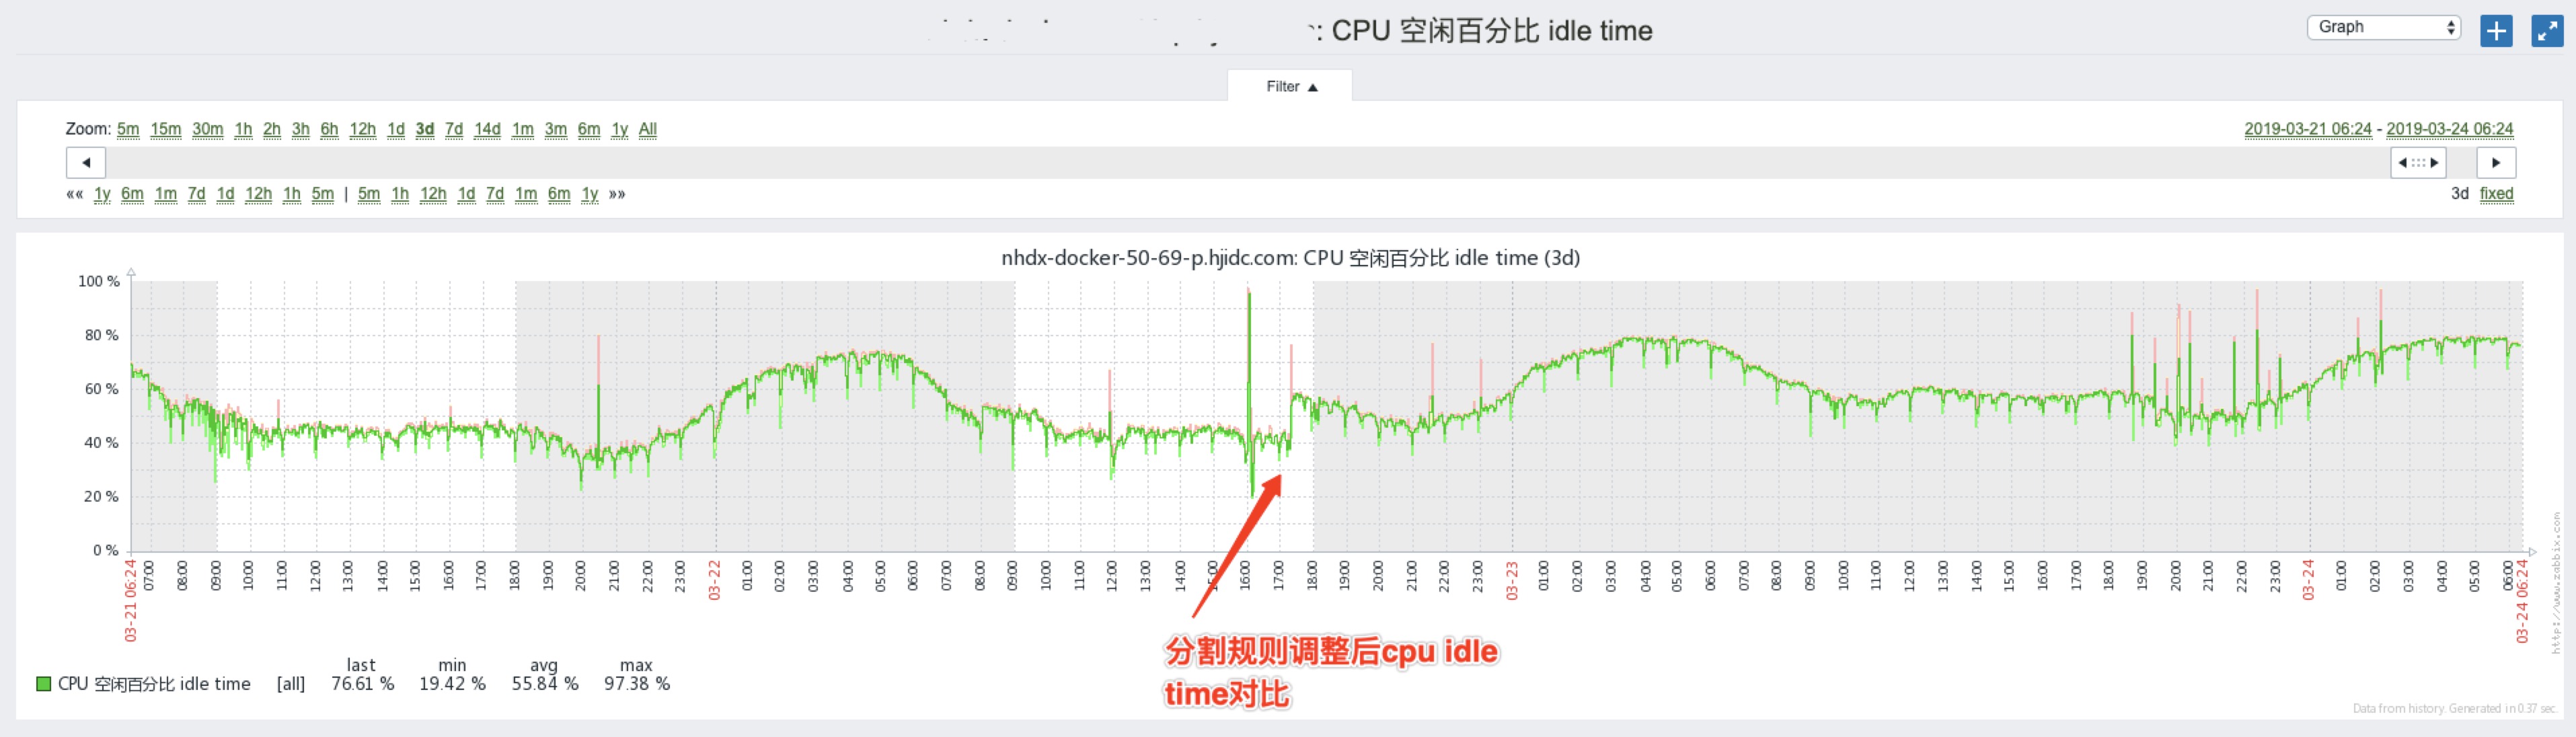 : CPU 空闲百分比 idle time
Graph
Filter ▲
Zoom: 5m 15m 30m 1h 2h 3h 6h 12h 1d 3d 7d 14d 1m 3m 6m 1y All
2019-03-21 06:24 - 2019-03-24 06:24
«« 1y 6m 1m 7d 1d 12h 1h 5m | 5m 1h 12h 1d 7d 1m 6m 1y »»
3d fixed
nhdx-docker-50-69-p.hjidc.com: CPU 空闲百分比 idle time (3d)
100 %
80 %
60 %
40 %
20 %
0 %
03-21 06:24 07:00 08:00 09:00 10:00 11:00 12:00 13:00 14:00 15:00 16:00 17:00 18:00 19:00 20:00 21:00 22:00 23:00 03-22 01:00 02:00 03:00 04:00 05:00 06:00 07:00 08:00 09:00 10:00 11:00 12:00 13:00 14:00 15:00 16:00 17:00 18:00 19:00 20:00 21:00 22:00 23:00 03-23 01:00 02:00 03:00 04:00 05:00 06:00 07:00 08:00 09:00 10:00 11:00 12:00 13:00 14:00 15:00 16:00 17:00 18:00 19:00 20:00 21:00 22:00 23:00 03-24 01:00 02:00 03:00 04:00 05:00 06:00 03-24 06:24
http://www.zabbix.com
分割规则调整后cpu idle
time对比
last min avg max
CPU 空闲百分比 idle time [all] 76.61 % 19.42 % 55.84 % 97.38 %
Data from history. Generated in 0.37 sec.